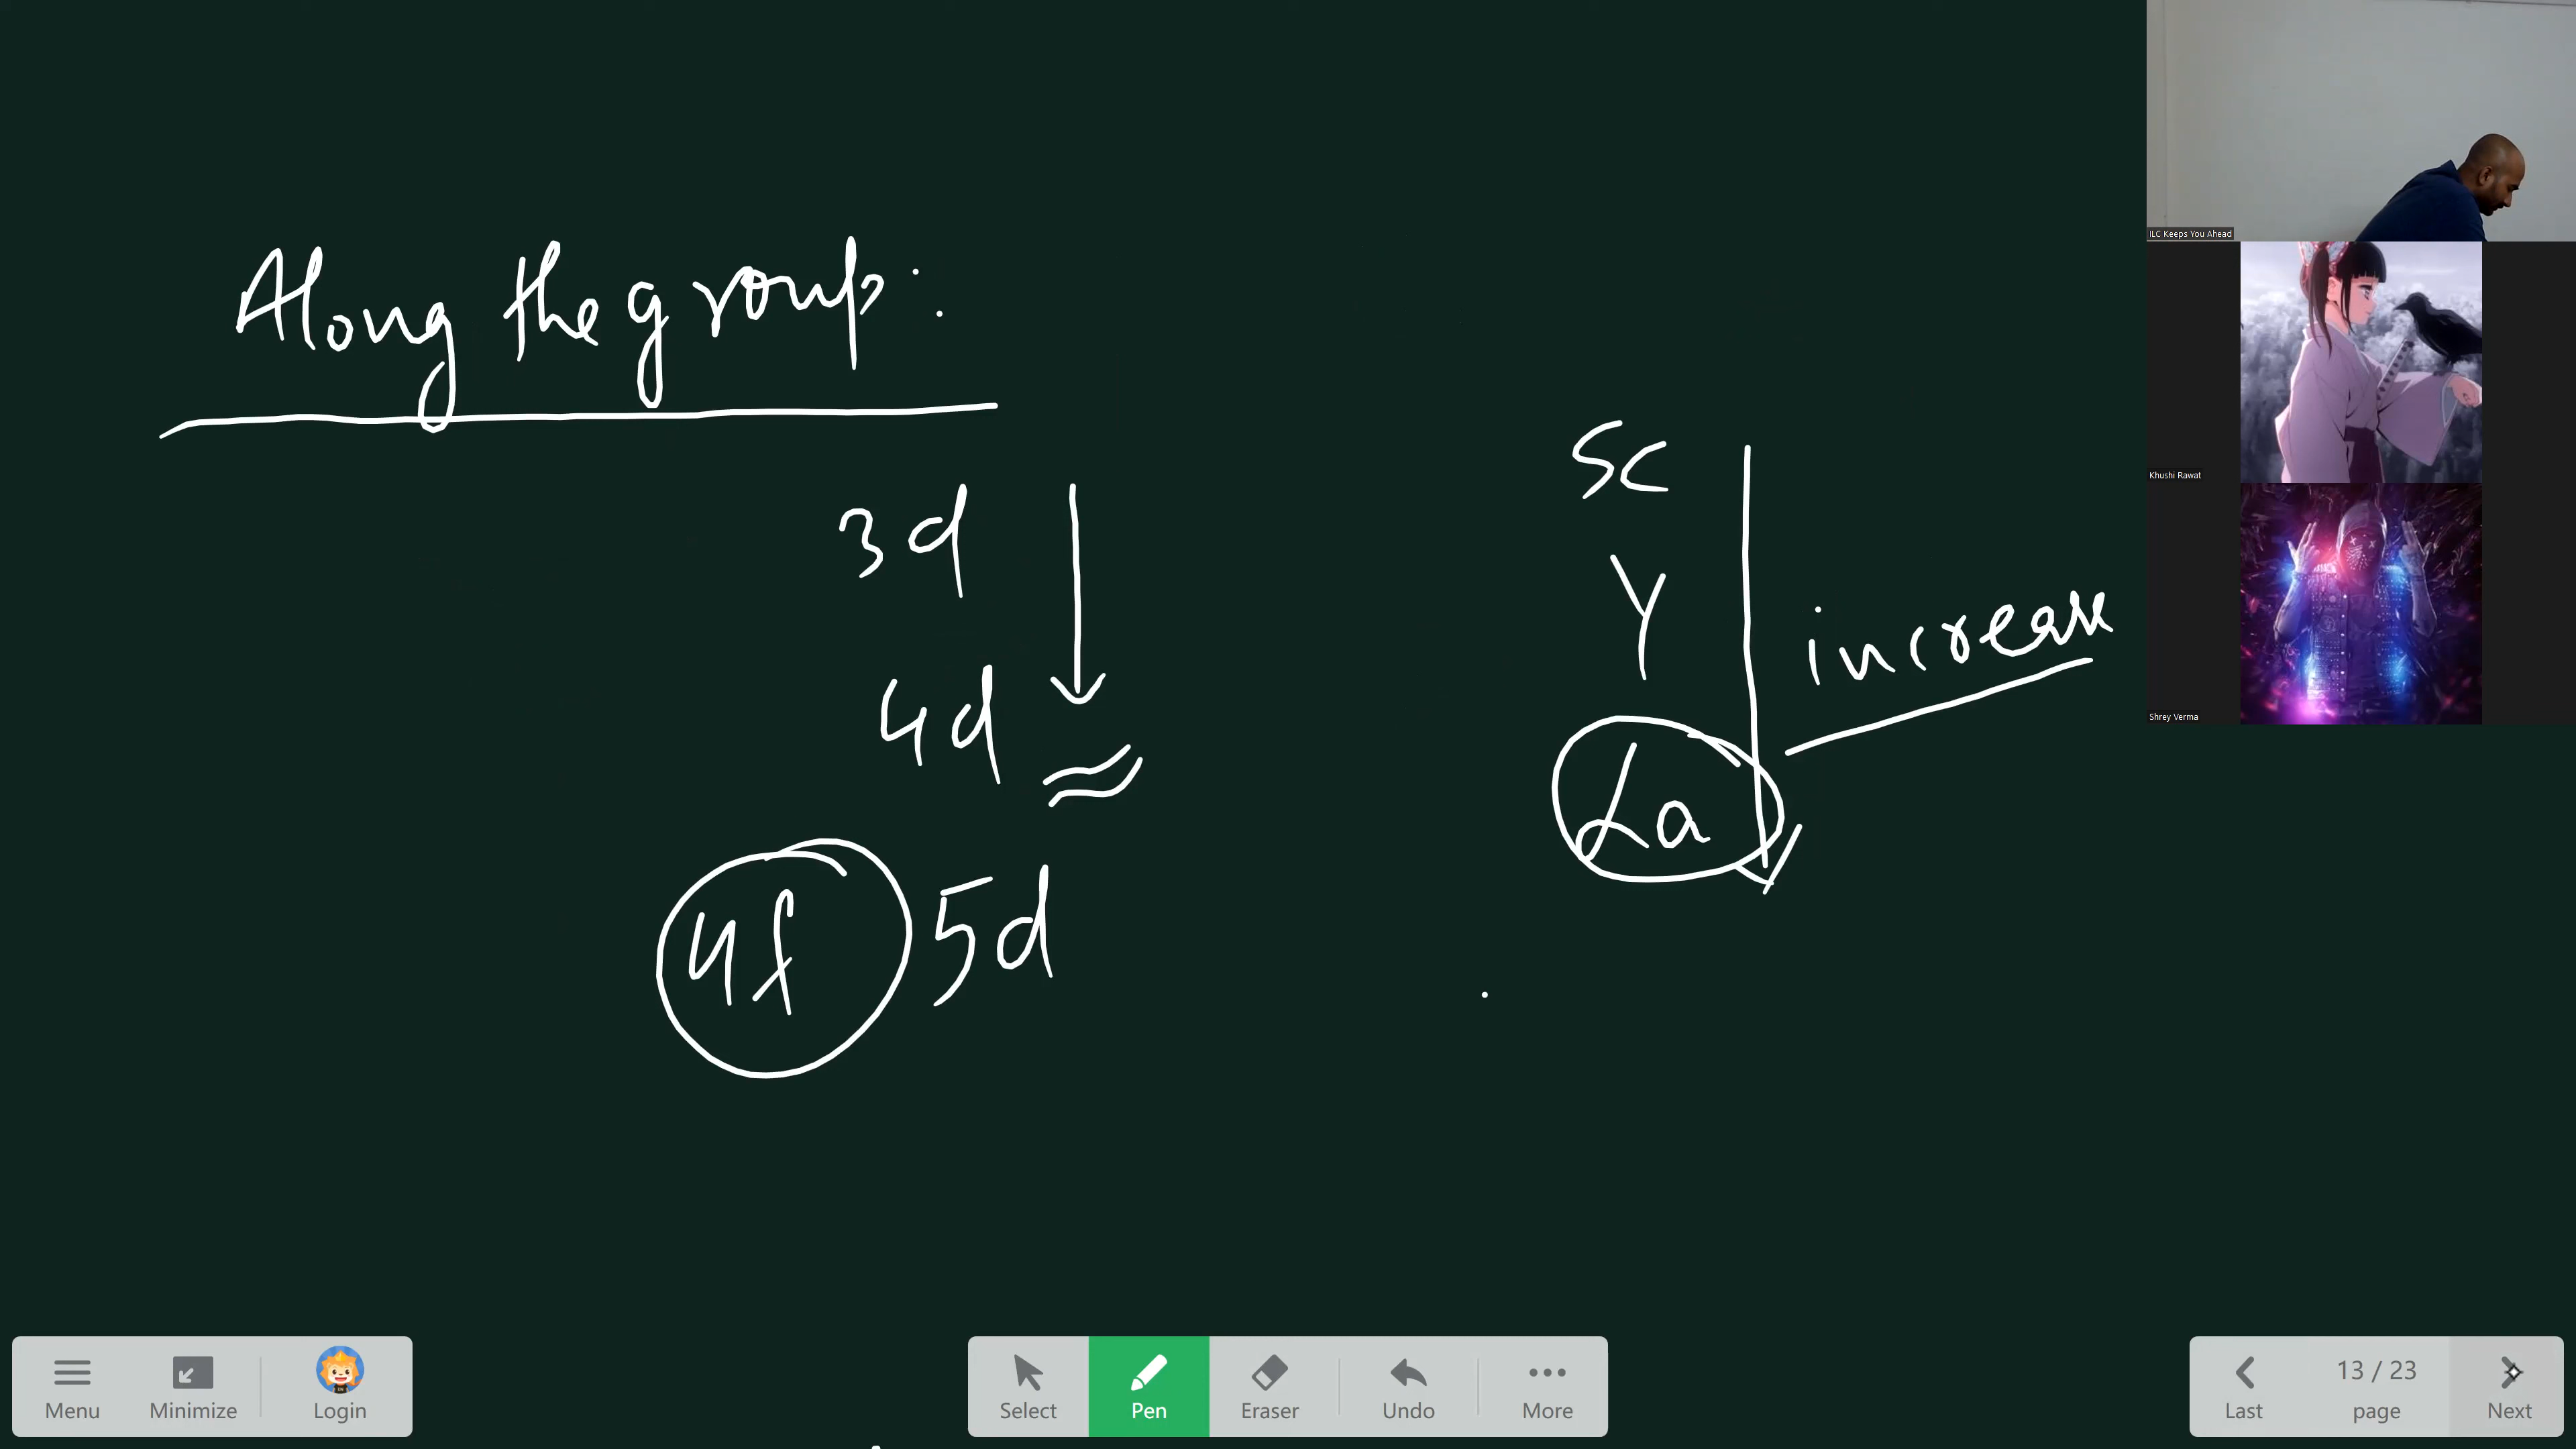 Along the group:
3d
4d
4f 5d
Sc
Y
La
increase
ILC Keeps You Ahead
Khushi Rawat
Shrey Verma
Menu Minimize Login
Select Pen Eraser Undo More
13 / 23
Last page Next